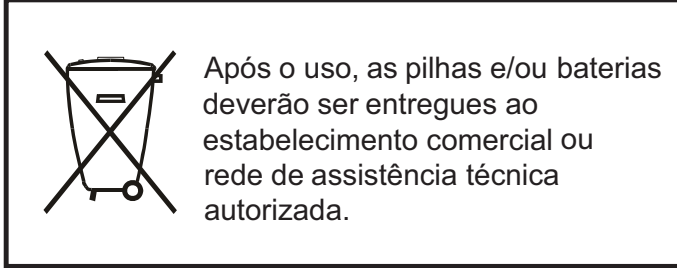 Após o uso, as pilhas e/ou baterias
deverão ser entregues ao
estabelecimento comercial ou
rede de assistência técnica
autorizada.